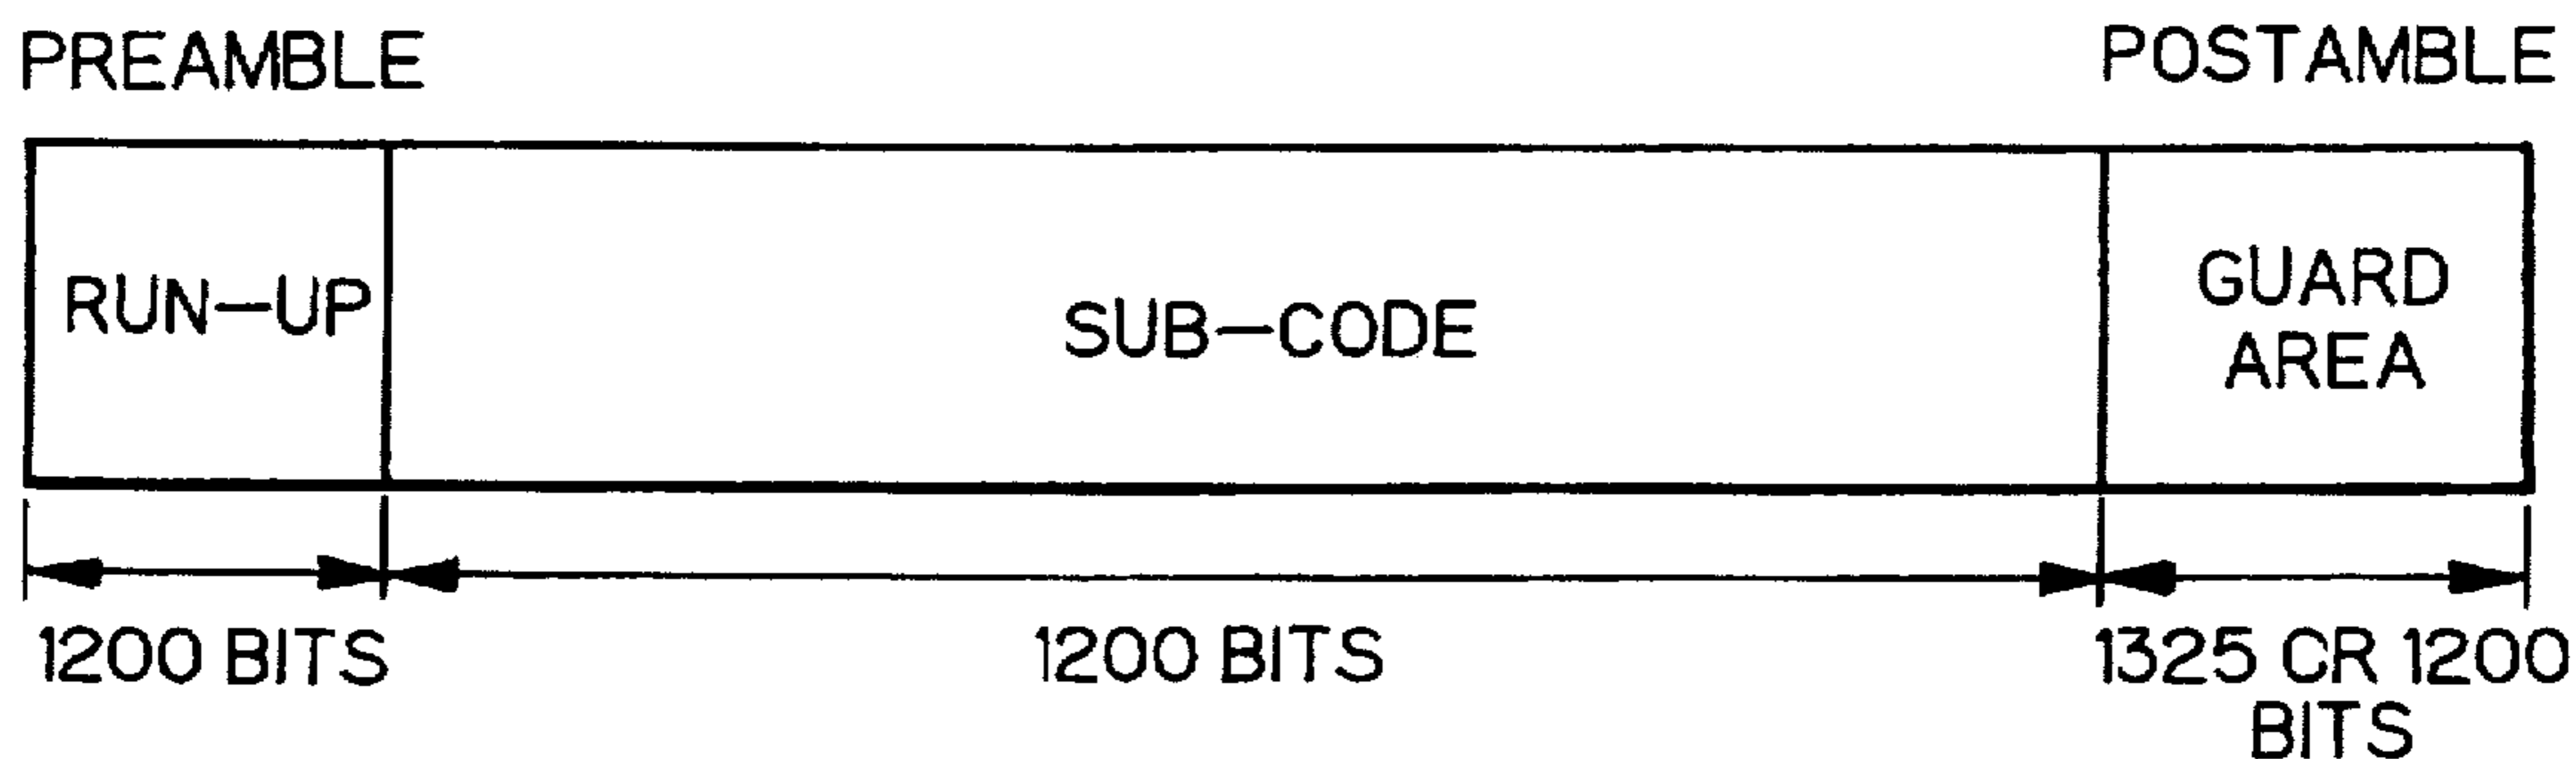 PREAMBLE
POSTAMBLE
RUN-UP
SUB-CODE
GUARD
AREA
1200 BITS
1200 BITS
1325 CR 1200
BITS